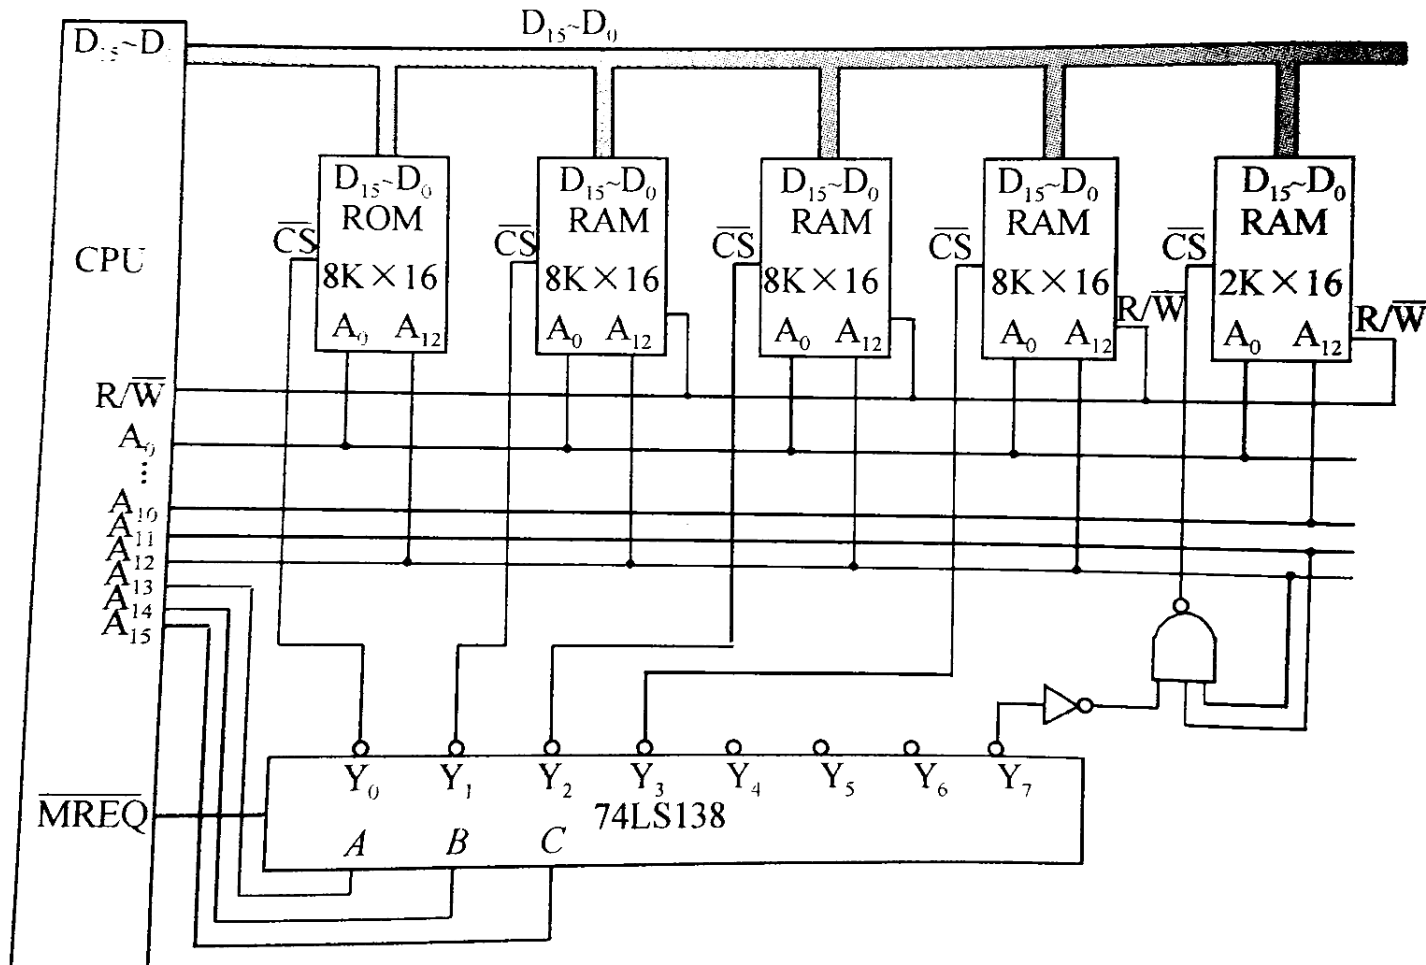 D₁₅~D
D₁₅~D₀
D₁₅~D₀
ROM
CS
8K×16
A₀ A₁₂
D₁₅~D₀
RAM
CS
8K×16
A₀ A₁₂
D₁₅~D₀
RAM
CS
8K×16
A₀ A₁₂
D₁₅~D₀
RAM
CS
8K×16
R/W
A₀ A₁₂
D₁₅~D₀
RAM
CS
2K×16
R/W
A₀ A₁₂
CPU
R/W
A₀
⋮
A₁₀
A₁₁
A₁₂
A₁₃
A₁₄
A₁₅
Y₀ Y₁ Y₂ Y₃ Y₄ Y₅ Y₆ Y₇
MREQ
74LS138
A B C